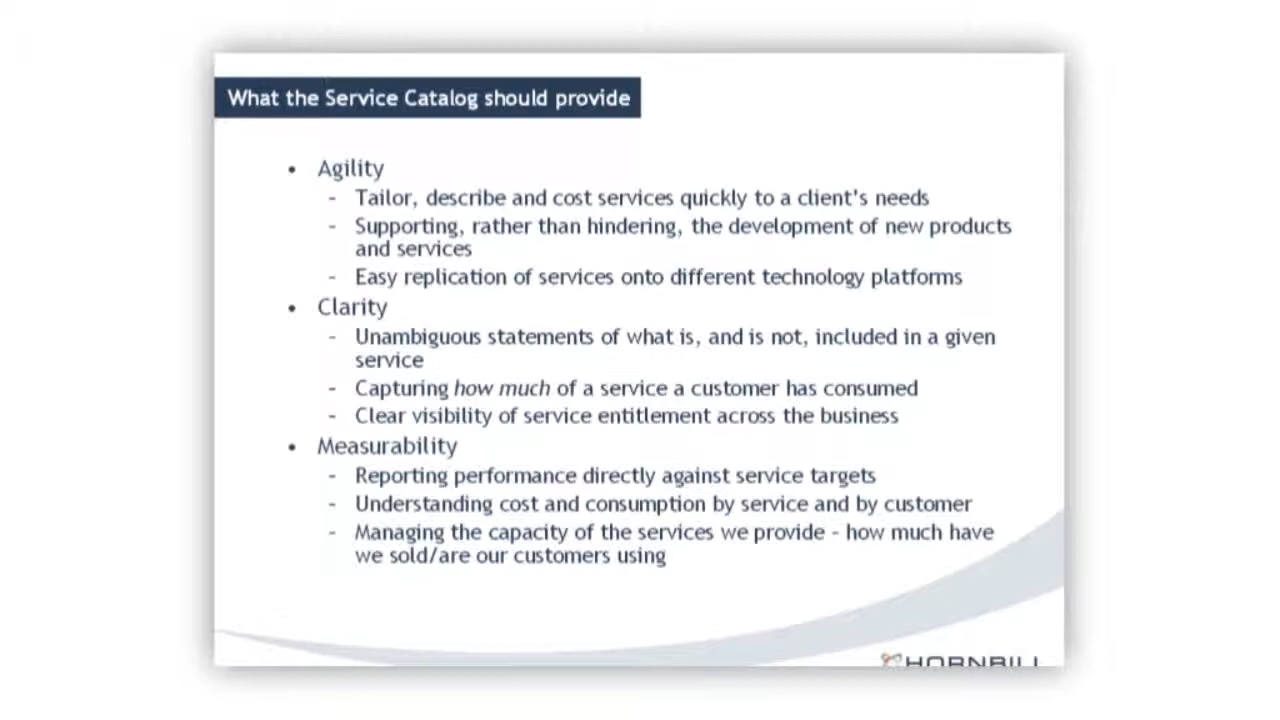 What the Service Catalog should provide
• Agility
- Tailor, describe and cost services quickly to a client's needs
- Supporting, rather than hindering, the development of new products
and services
- Easy replication of services onto different technology platforms
• Clarity
- Unambiguous statements of what is, and is not, included in a given
service
- Capturing how much of a service a customer has consumed
- Clear visibility of service entitlement across the business
• Measurability
- Reporting performance directly against service targets
- Understanding cost and consumption by service and by customer
- Managing the capacity of the services we provide – how much have
we sold/are our customers using
HORNBILL